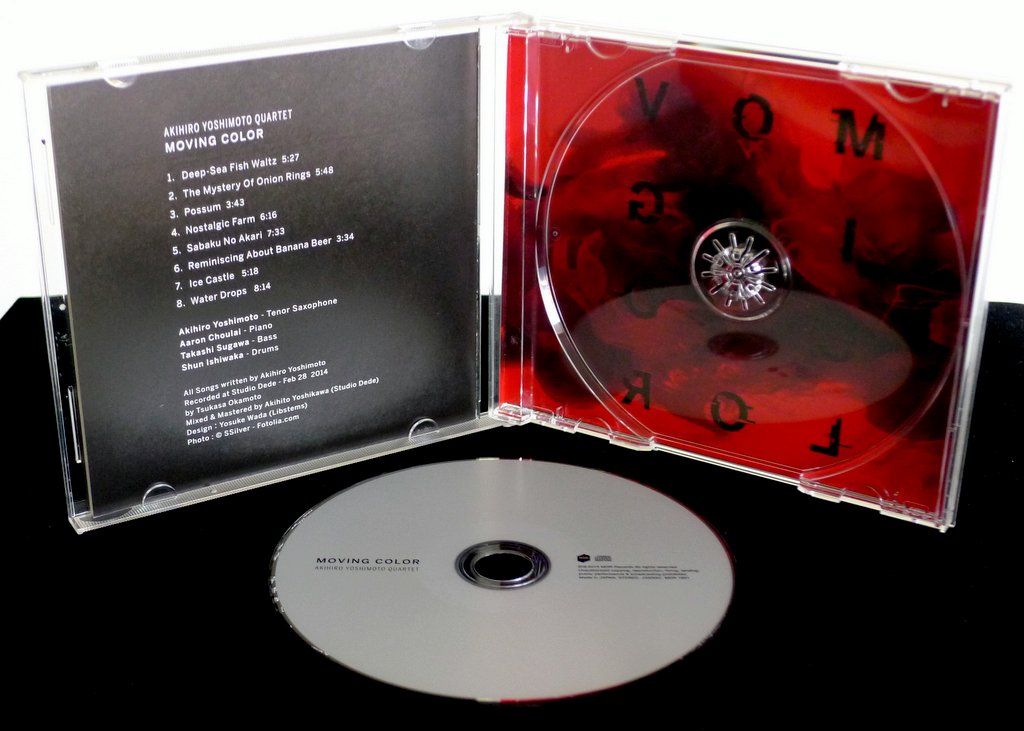 AKIHIRO YOSHIMOTO QUARTET
MOVING COLOR
1. Deep-Sea Fish Waltz 5:27
2. The Mystery Of Onion Rings 5:48
3. Possum 3:43
4. Nostalgic Farm 6:16
5. Sabaku No Akari 7:33
6. Reminiscing About Banana Beer 3:34
7. Ice Castle 5:18
8. Water Drops 8:14
Akihiro Yoshimoto - Tenor Saxophone
Aaron Choulai - Piano
Takashi Sugawa - Bass
Shun Ishiwaka - Drums
All Songs written by Akihiro Yoshimoto
Recorded at Studio Dede - Feb 28 2014
by Tsukasa Okamoto
Mixed & Mastered by Akihito Yoshikawa (Studio Dede)
Design : Yosuke Wada (Libstems)
Photo : © SSilver - Fotolia.com
V O M
G I
O
R O L
MOVING COLOR
AKIHIRO YOSHIMOTO QUARTET
Made in JAPAN, STEREO,